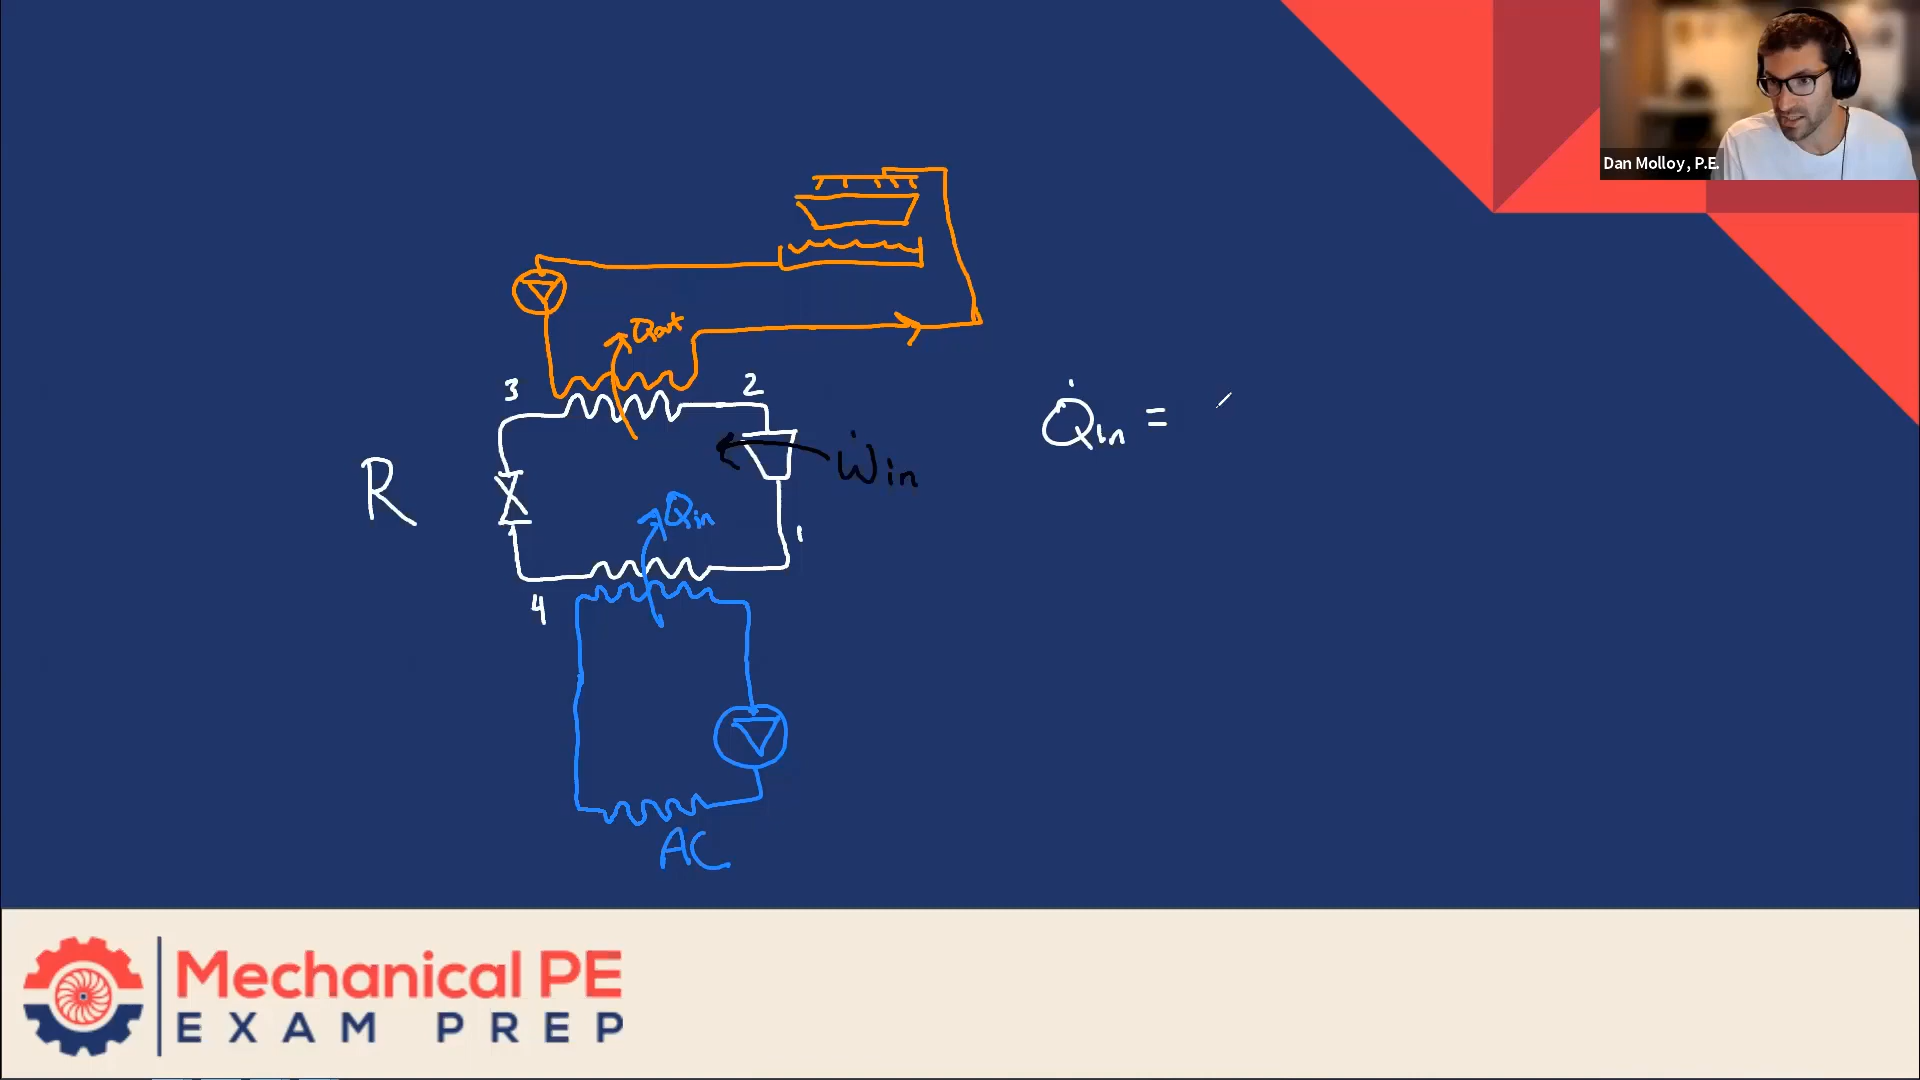 Dan Molloy, P.E.
Qout
3
2
Q̇in =
R
Ẇin
Qin
1
4
AC
Mechanical PE
EXAM PREP